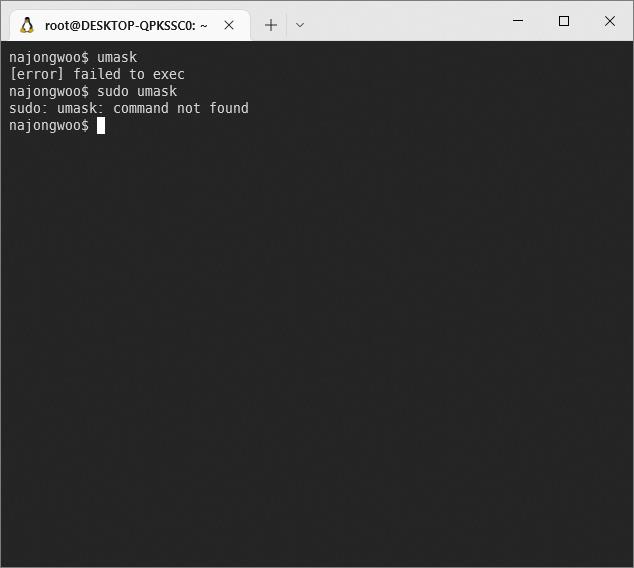 root@DESKTOP-QPKSSC0: ~
najongwoo$ umask
[error] failed to exec
najongwoo$ sudo umask
sudo: umask: command not found
najongwoo$